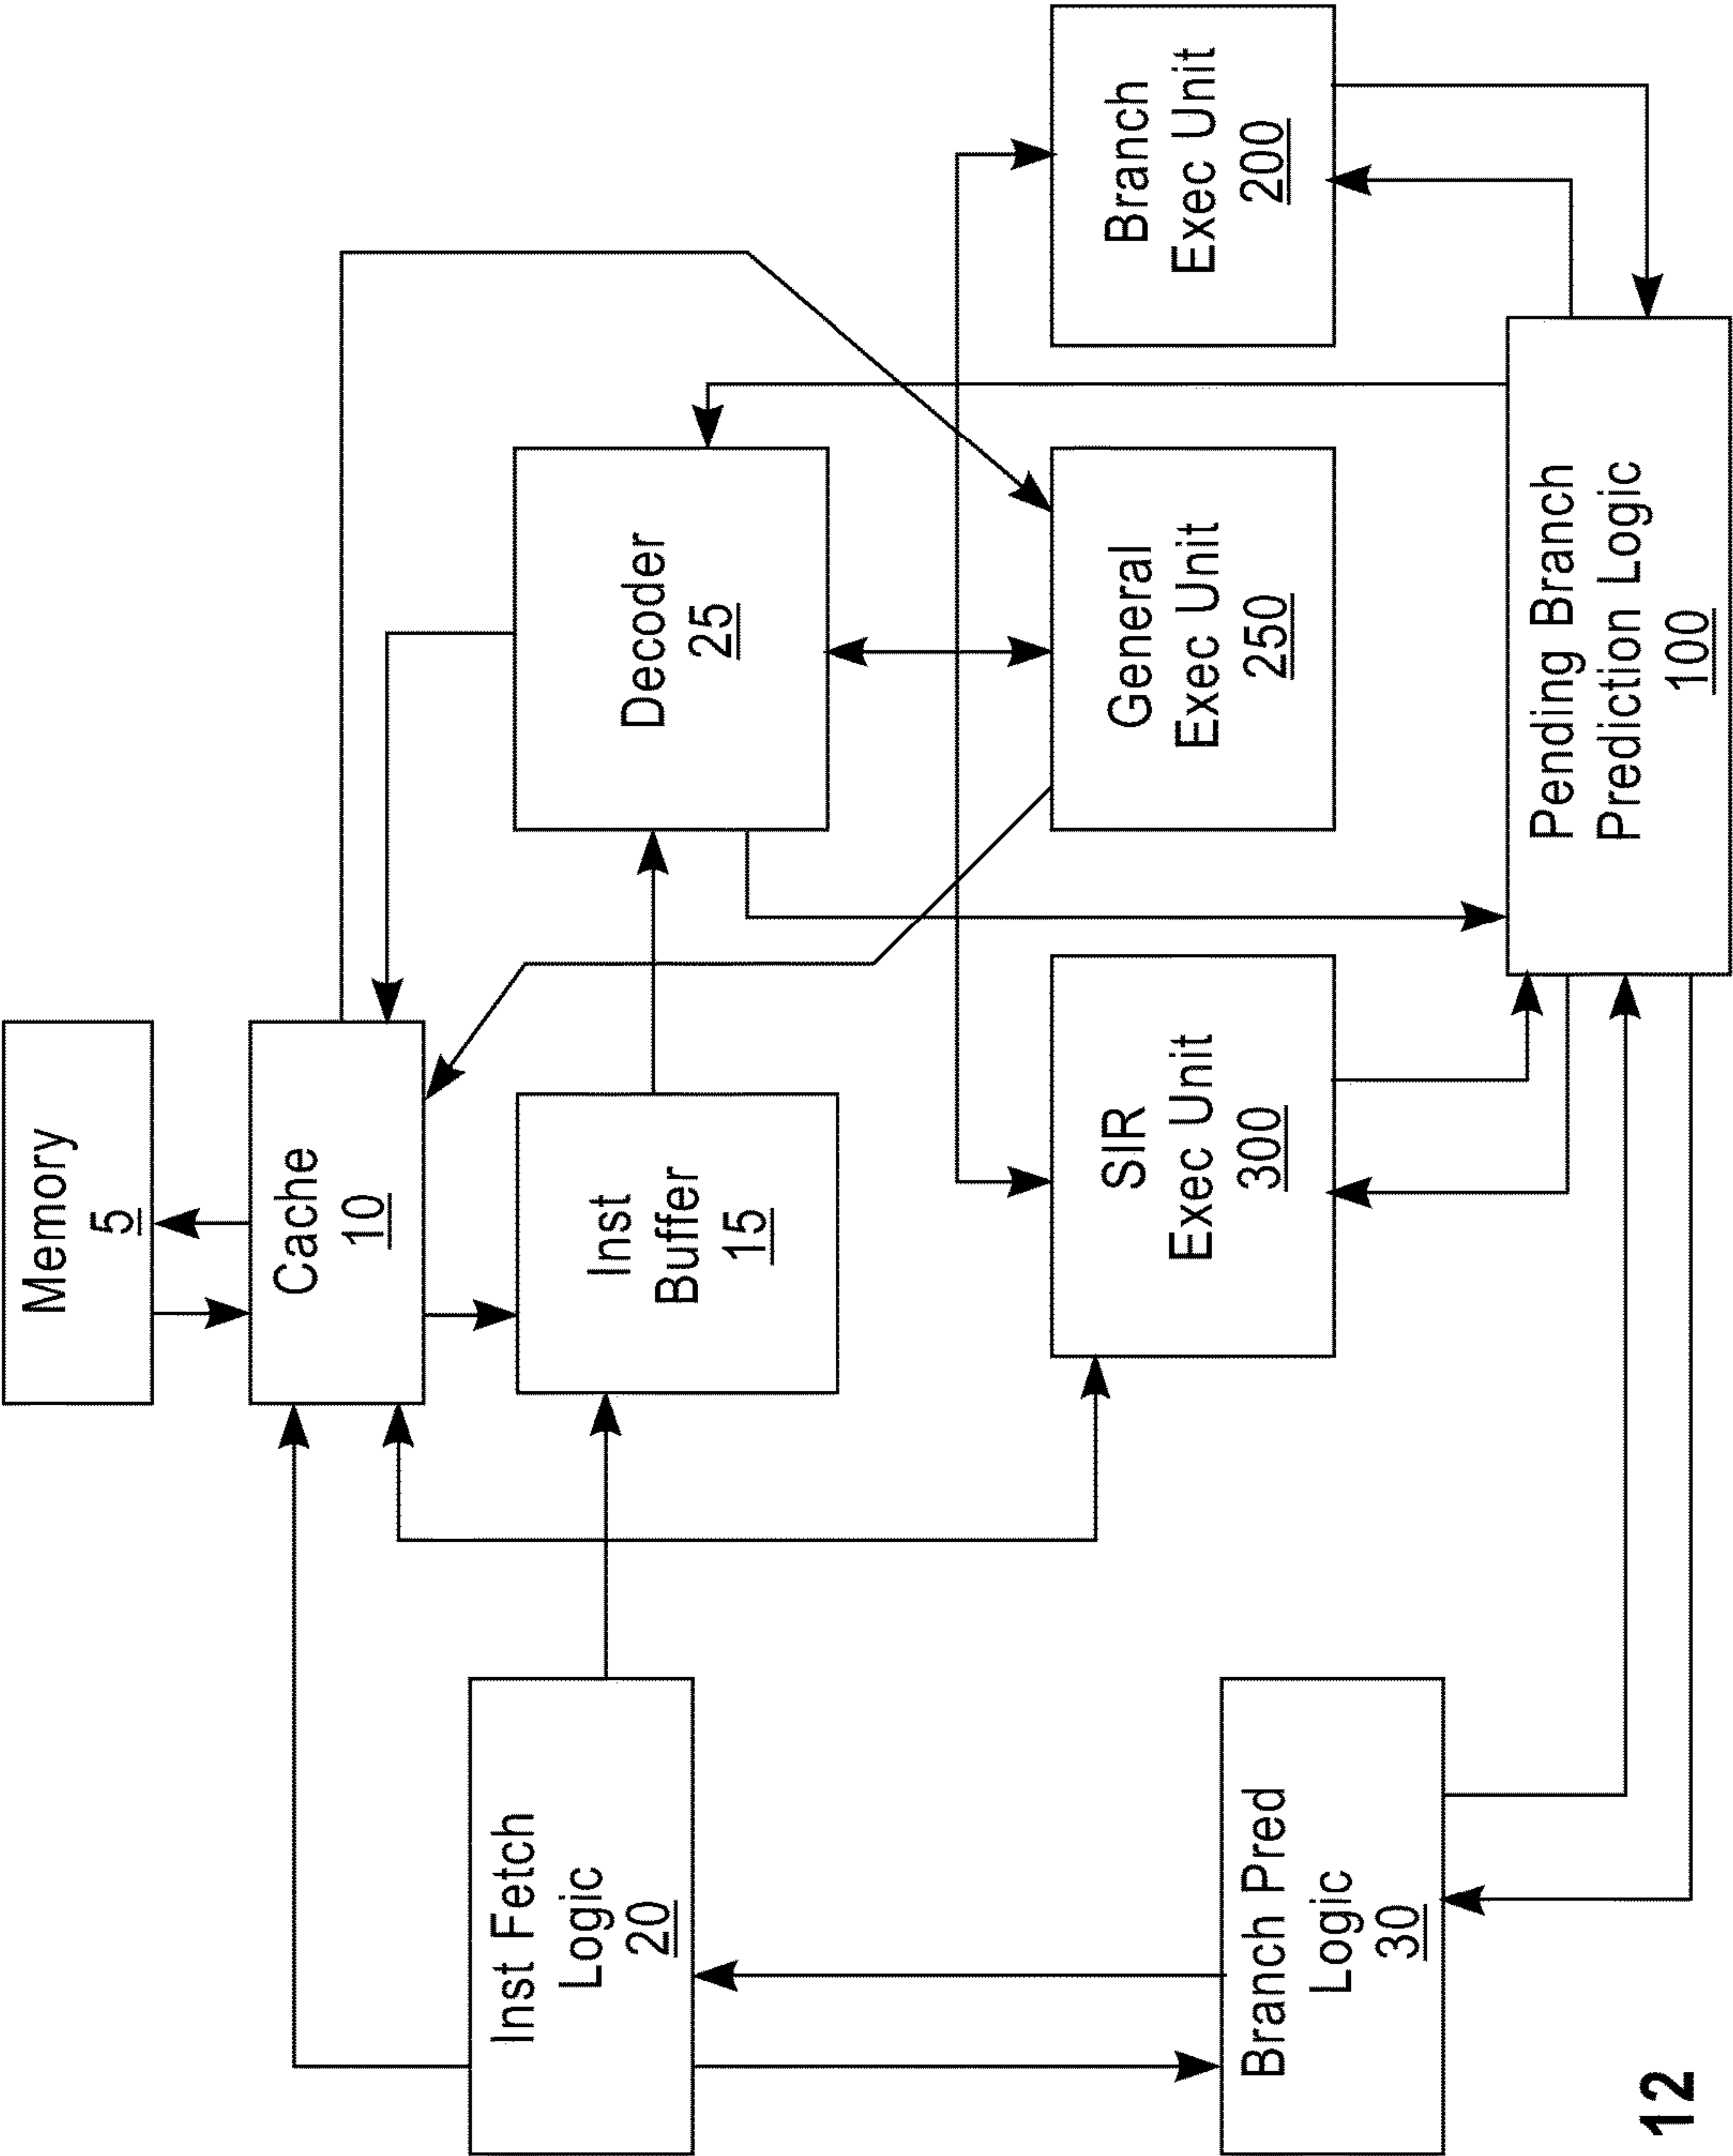 Memory
5
Cache
10
Inst Fetch
Logic
20
Inst
Buffer
15
Decoder
25
Branch Pred
Logic
30
SIR
Exec Unit
300
General
Exec Unit
250
Branch
Exec Unit
200
Pending Branch
Prediction Logic
100
12